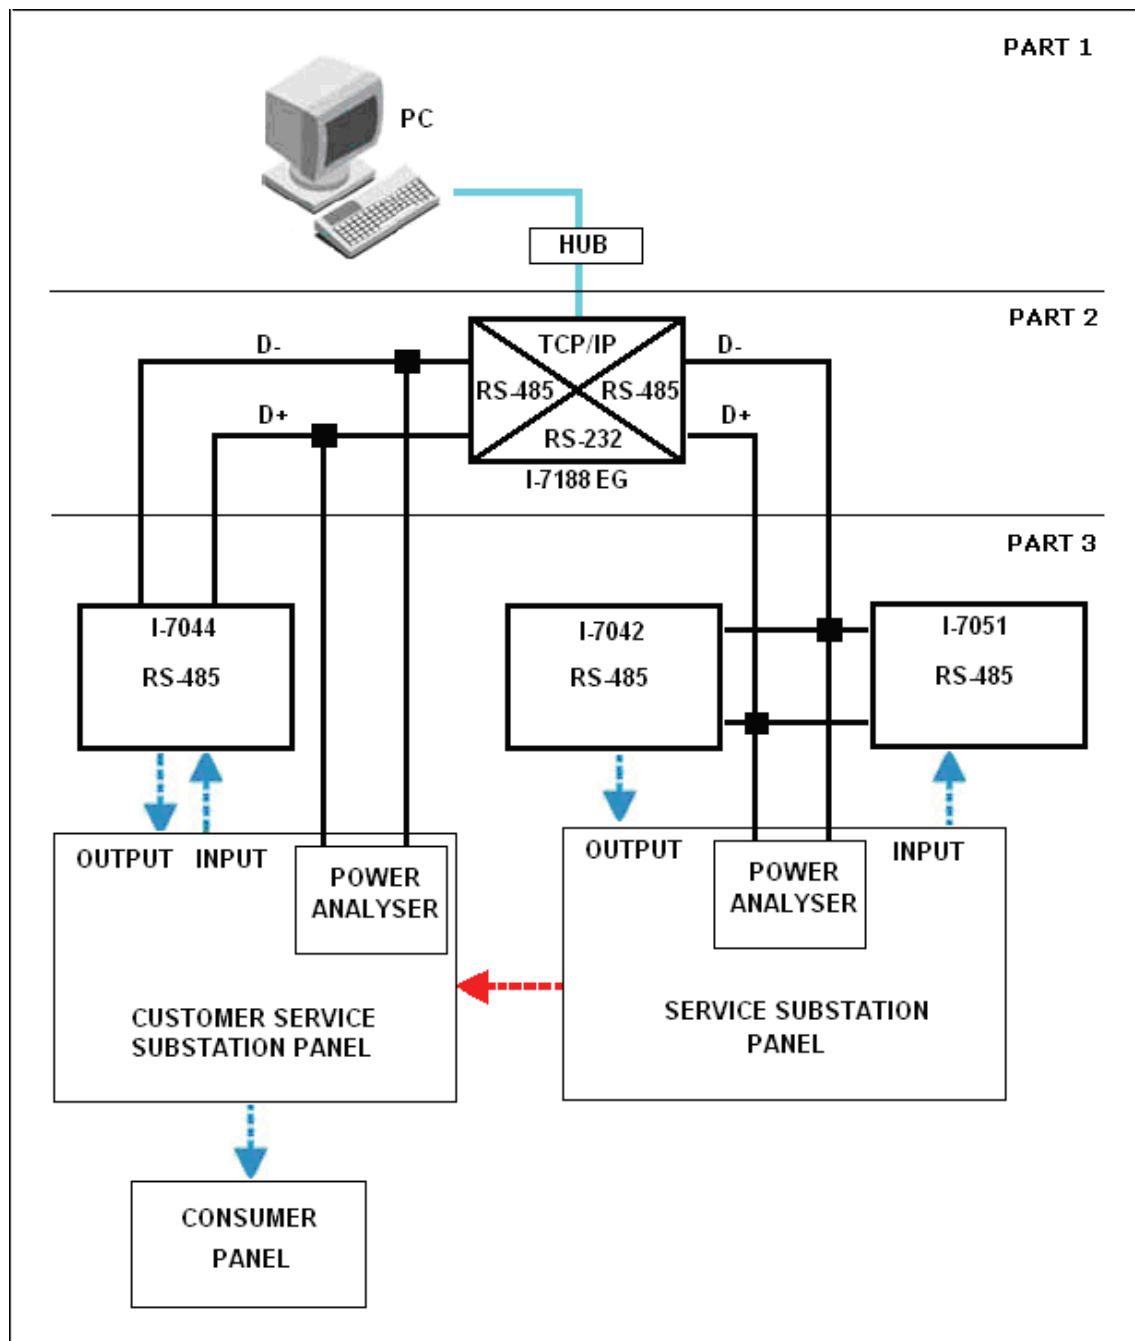 PART 1
PC
HUB
PART 2
D-
TCP/IP
D-
RS-485
RS-485
D+
D+
RS-232
I-7188 EG
PART 3
I-7044
RS-485
I-7042
RS-485
I-7051
RS-485
OUTPUT
INPUT
POWER
ANALYSER
OUTPUT
POWER
ANALYSER
INPUT
CUSTOMER SERVICE
SUBSTATION PANEL
SERVICE SUBSTATION
PANEL
CONSUMER
PANEL